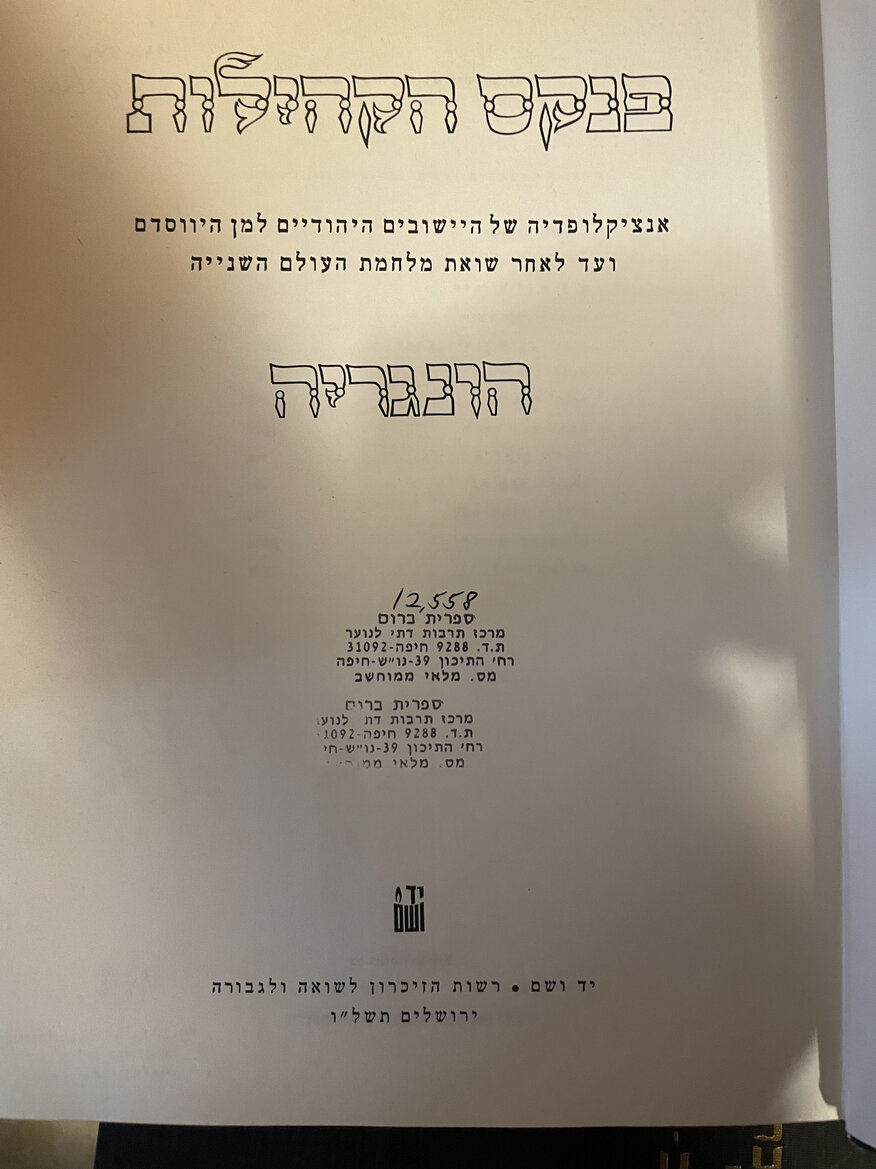 פנקס הקהילות
אנציקלופדיה של היישובים היהודיים למן היווסדם
ועד לאחר שואת מלחמת העולם השנייה
הונגריה
12,558
ספרית ברום
מרכז תרבות דתי לנוער
ת.ד. 9288 חיפה-31092
רח׳ התיכון 39-נו״ש-חיפה
מס. מלאי ממוחשב
ספרית ברום
מרכז תרבות דת לנוע
ת.ד. 9288 חיפה-1092
רח׳ התיכון 39-נו״ש-חי
מס. מלאי
יד
ושם
יד ושם • רשות הזיכרון לשואה ולגבורה
ירושלים תשל״ו